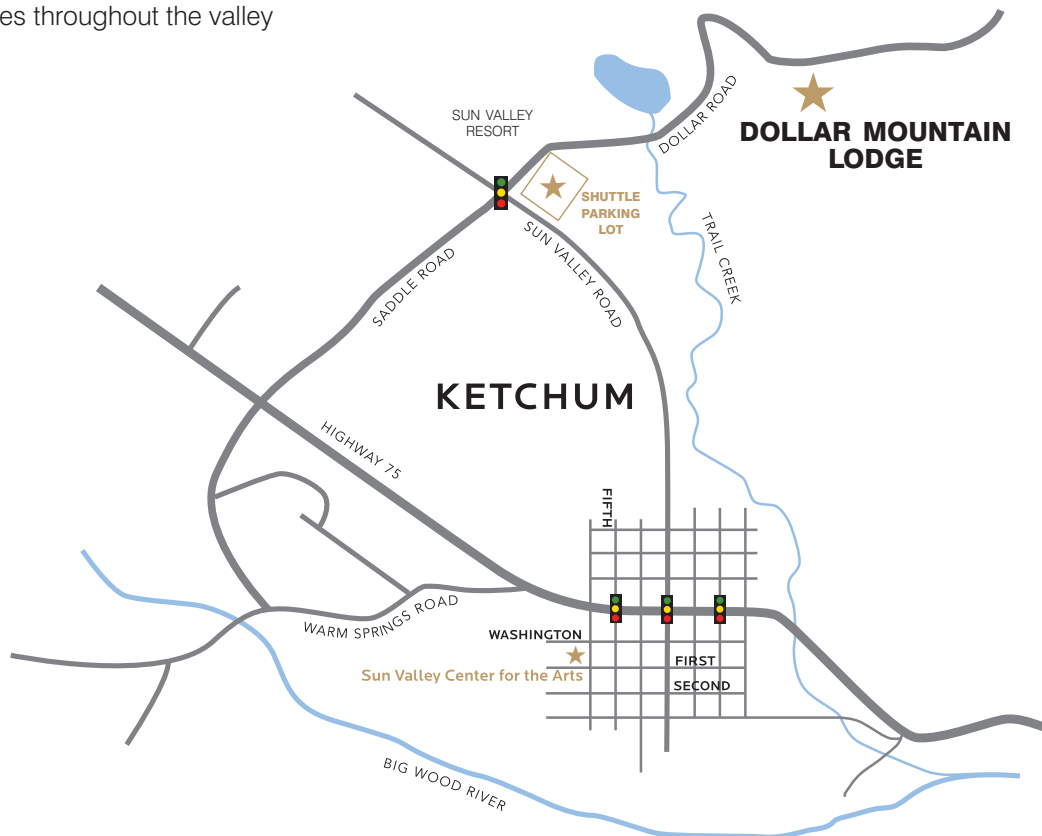 es throughout the valley
SUN VALLEY
RESORT
DOLLAR ROAD
DOLLAR MOUNTAIN
LODGE
SHUTTLE
PARKING
LOT
SUN VALLEY ROAD
TRAIL CREEK
SADDLE ROAD
KETCHUM
HIGHWAY 75
FIFTH
WARM SPRINGS ROAD
WASHINGTON
FIRST
Sun Valley Center for the Arts
SECOND
BIG WOOD RIVER